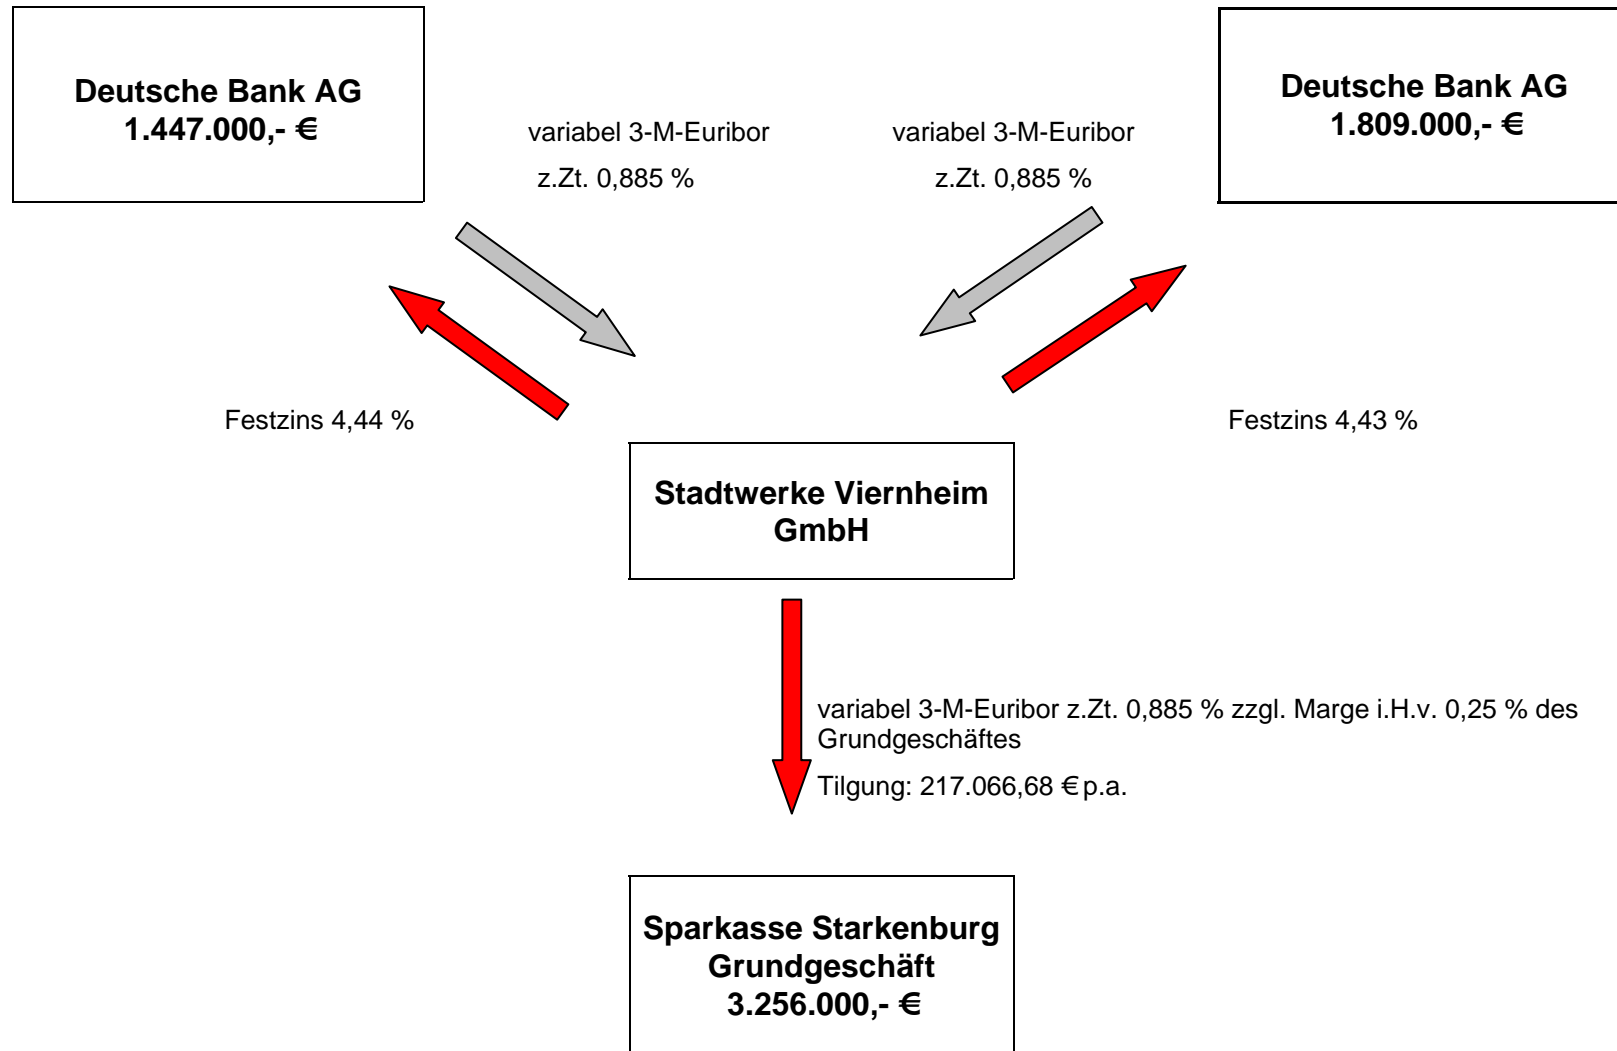 Deutsche Bank AG
1.447.000,- €
variabel 3-M-Euribor
z.Zt. 0,885 %
variabel 3-M-Euribor
z.Zt. 0,885 %
Deutsche Bank AG
1.809.000,- €
Festzins 4,44 %
Festzins 4,43 %
Stadtwerke Viernheim
GmbH
variabel 3-M-Euribor z.Zt. 0,885 % zzgl. Marge i.H.v. 0,25 % des
Grundgeschäftes
Tilgung: 217.066,68 € p.a.
Sparkasse Starkenburg
Grundgeschäft
3.256.000,- €